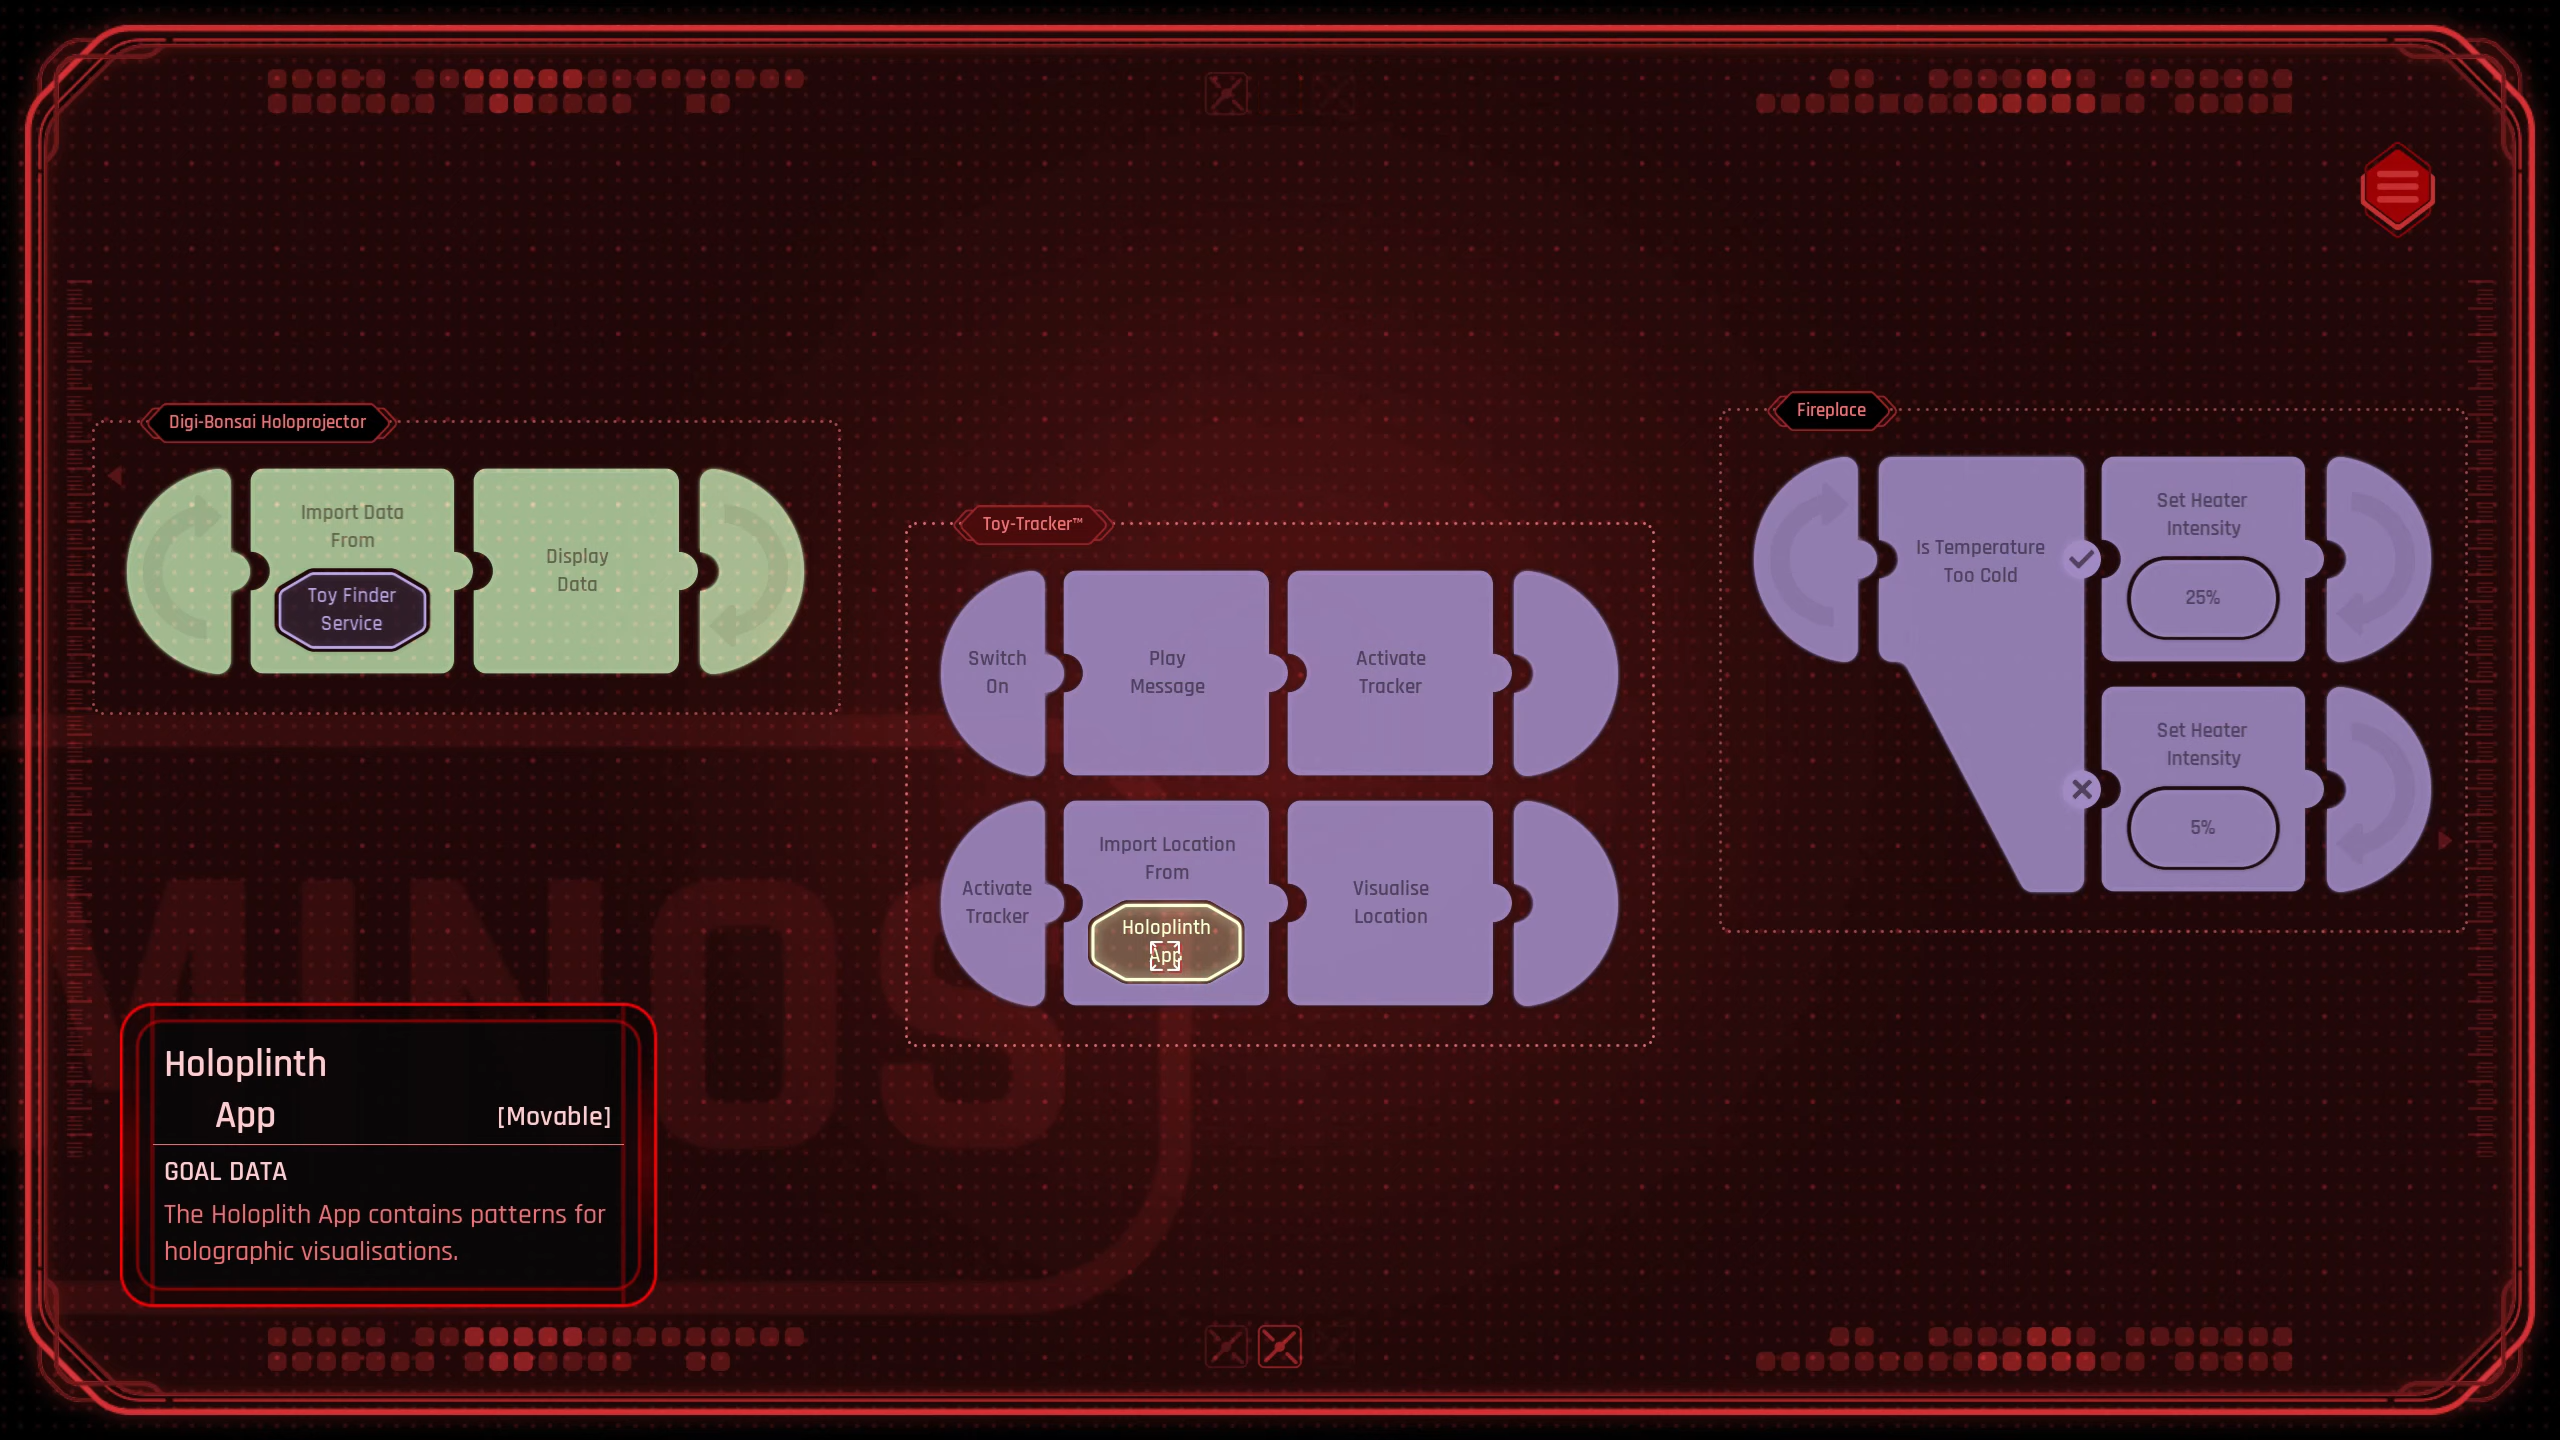 Digi-Bonsai Holoprojector
Import Data
From
Toy Finder
Service
Display
Data
Toy-Tracker™
Switch
On
Play
Message
Activate
Tracker
Activate
Tracker
Import Location
From
Holoplinth
App
Visualise
Location
Fireplace
Is Temperature
Too Cold
Set Heater
Intensity
25%
Set Heater
Intensity
5%
MINOS
Holoplinth
App
[Movable]
GOAL DATA
The Holoplith App contains patterns for
holographic visualisations.